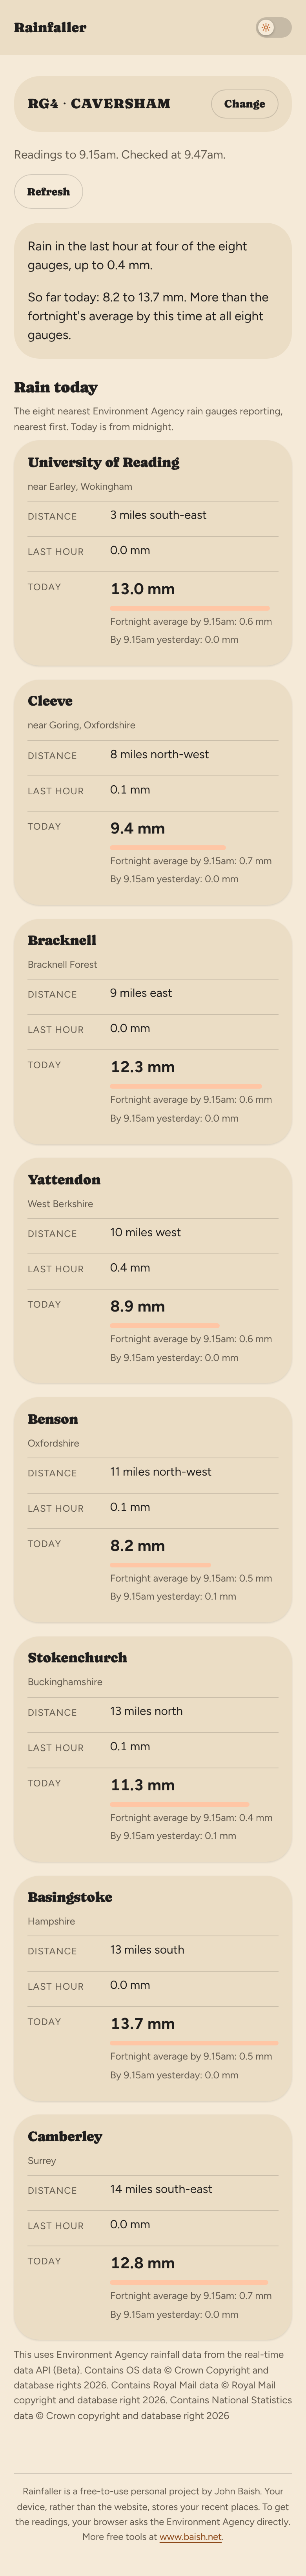 Rainfaller
RG4 · CAVERSHAM
Change
Readings to 9.15am. Checked at 9.47am.
Refresh
Rain in the last hour at four of the eight
gauges, up to 0.4 mm.
So far today: 8.2 to 13.7 mm. More than the
fortnight's average by this time at all eight
gauges.
Rain today
The eight nearest Environment Agency rain gauges reporting,
nearest first. Today is from midnight.
University of Reading
near Earley, Wokingham
DISTANCE 3 miles south-east
LAST HOUR 0.0 mm
TODAY 13.0 mm
Fortnight average by 9.15am: 0.6 mm
By 9.15am yesterday: 0.0 mm
Cleeve
near Goring, Oxfordshire
DISTANCE 8 miles north-west
LAST HOUR 0.1 mm
TODAY 9.4 mm
Fortnight average by 9.15am: 0.7 mm
By 9.15am yesterday: 0.0 mm
Bracknell
Bracknell Forest
DISTANCE 9 miles east
LAST HOUR 0.0 mm
TODAY 12.3 mm
Fortnight average by 9.15am: 0.6 mm
By 9.15am yesterday: 0.0 mm
Yattendon
West Berkshire
DISTANCE 10 miles west
LAST HOUR 0.4 mm
TODAY 8.9 mm
Fortnight average by 9.15am: 0.6 mm
By 9.15am yesterday: 0.0 mm
Benson
Oxfordshire
DISTANCE 11 miles north-west
LAST HOUR 0.1 mm
TODAY 8.2 mm
Fortnight average by 9.15am: 0.5 mm
By 9.15am yesterday: 0.1 mm
Stokenchurch
Buckinghamshire
DISTANCE 13 miles north
LAST HOUR 0.1 mm
TODAY 11.3 mm
Fortnight average by 9.15am: 0.4 mm
By 9.15am yesterday: 0.1 mm
Basingstoke
Hampshire
DISTANCE 13 miles south
LAST HOUR 0.0 mm
TODAY 13.7 mm
Fortnight average by 9.15am: 0.5 mm
By 9.15am yesterday: 0.0 mm
Camberley
Surrey
DISTANCE 14 miles south-east
LAST HOUR 0.0 mm
TODAY 12.8 mm
Fortnight average by 9.15am: 0.7 mm
By 9.15am yesterday: 0.0 mm
This uses Environment Agency rainfall data from the real-time
data API (Beta). Contains OS data © Crown Copyright and
database rights 2026. Contains Royal Mail data © Royal Mail
copyright and database right 2026. Contains National Statistics
data © Crown copyright and database right 2026
Rainfaller is a free-to-use personal project by John Baish. Your
device, rather than the website, stores your recent places. To get
the readings, your browser asks the Environment Agency directly.
More free tools at www.baish.net.